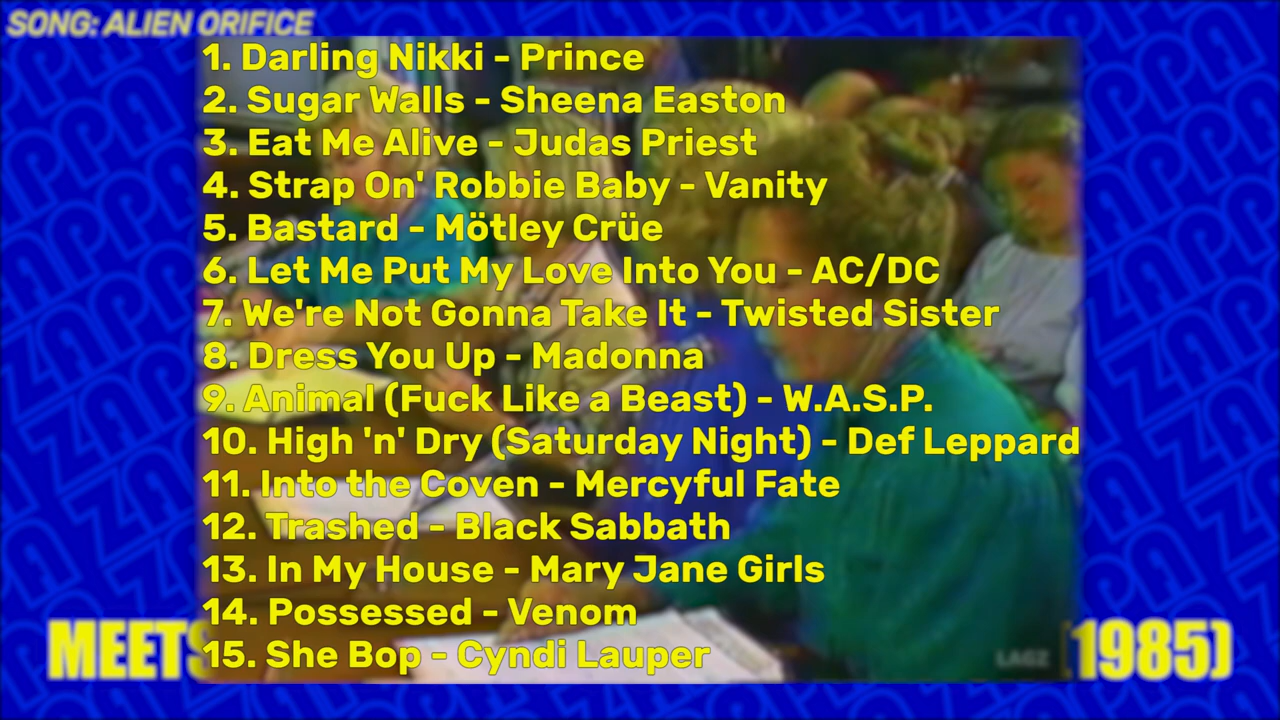 SONG: ALIEN ORIFICE
1. Darling Nikki - Prince
2. Sugar Walls - Sheena Easton
3. Eat Me Alive - Judas Priest
4. Strap On' Robbie Baby - Vanity
5. Bastard - Mötley Crüe
6. Let Me Put My Love Into You - AC/DC
7. We're Not Gonna Take It - Twisted Sister
8. Dress You Up - Madonna
9. Animal (Fuck Like a Beast) - W.A.S.P.
10. High 'n' Dry (Saturday Night) - Def Leppard
11. Into the Coven - Mercyful Fate
12. Trashed - Black Sabbath
13. In My House - Mary Jane Girls
14. Possessed - Venom
15. She Bop - Cyndi Lauper
MEETS
(1985)
ZAPPA